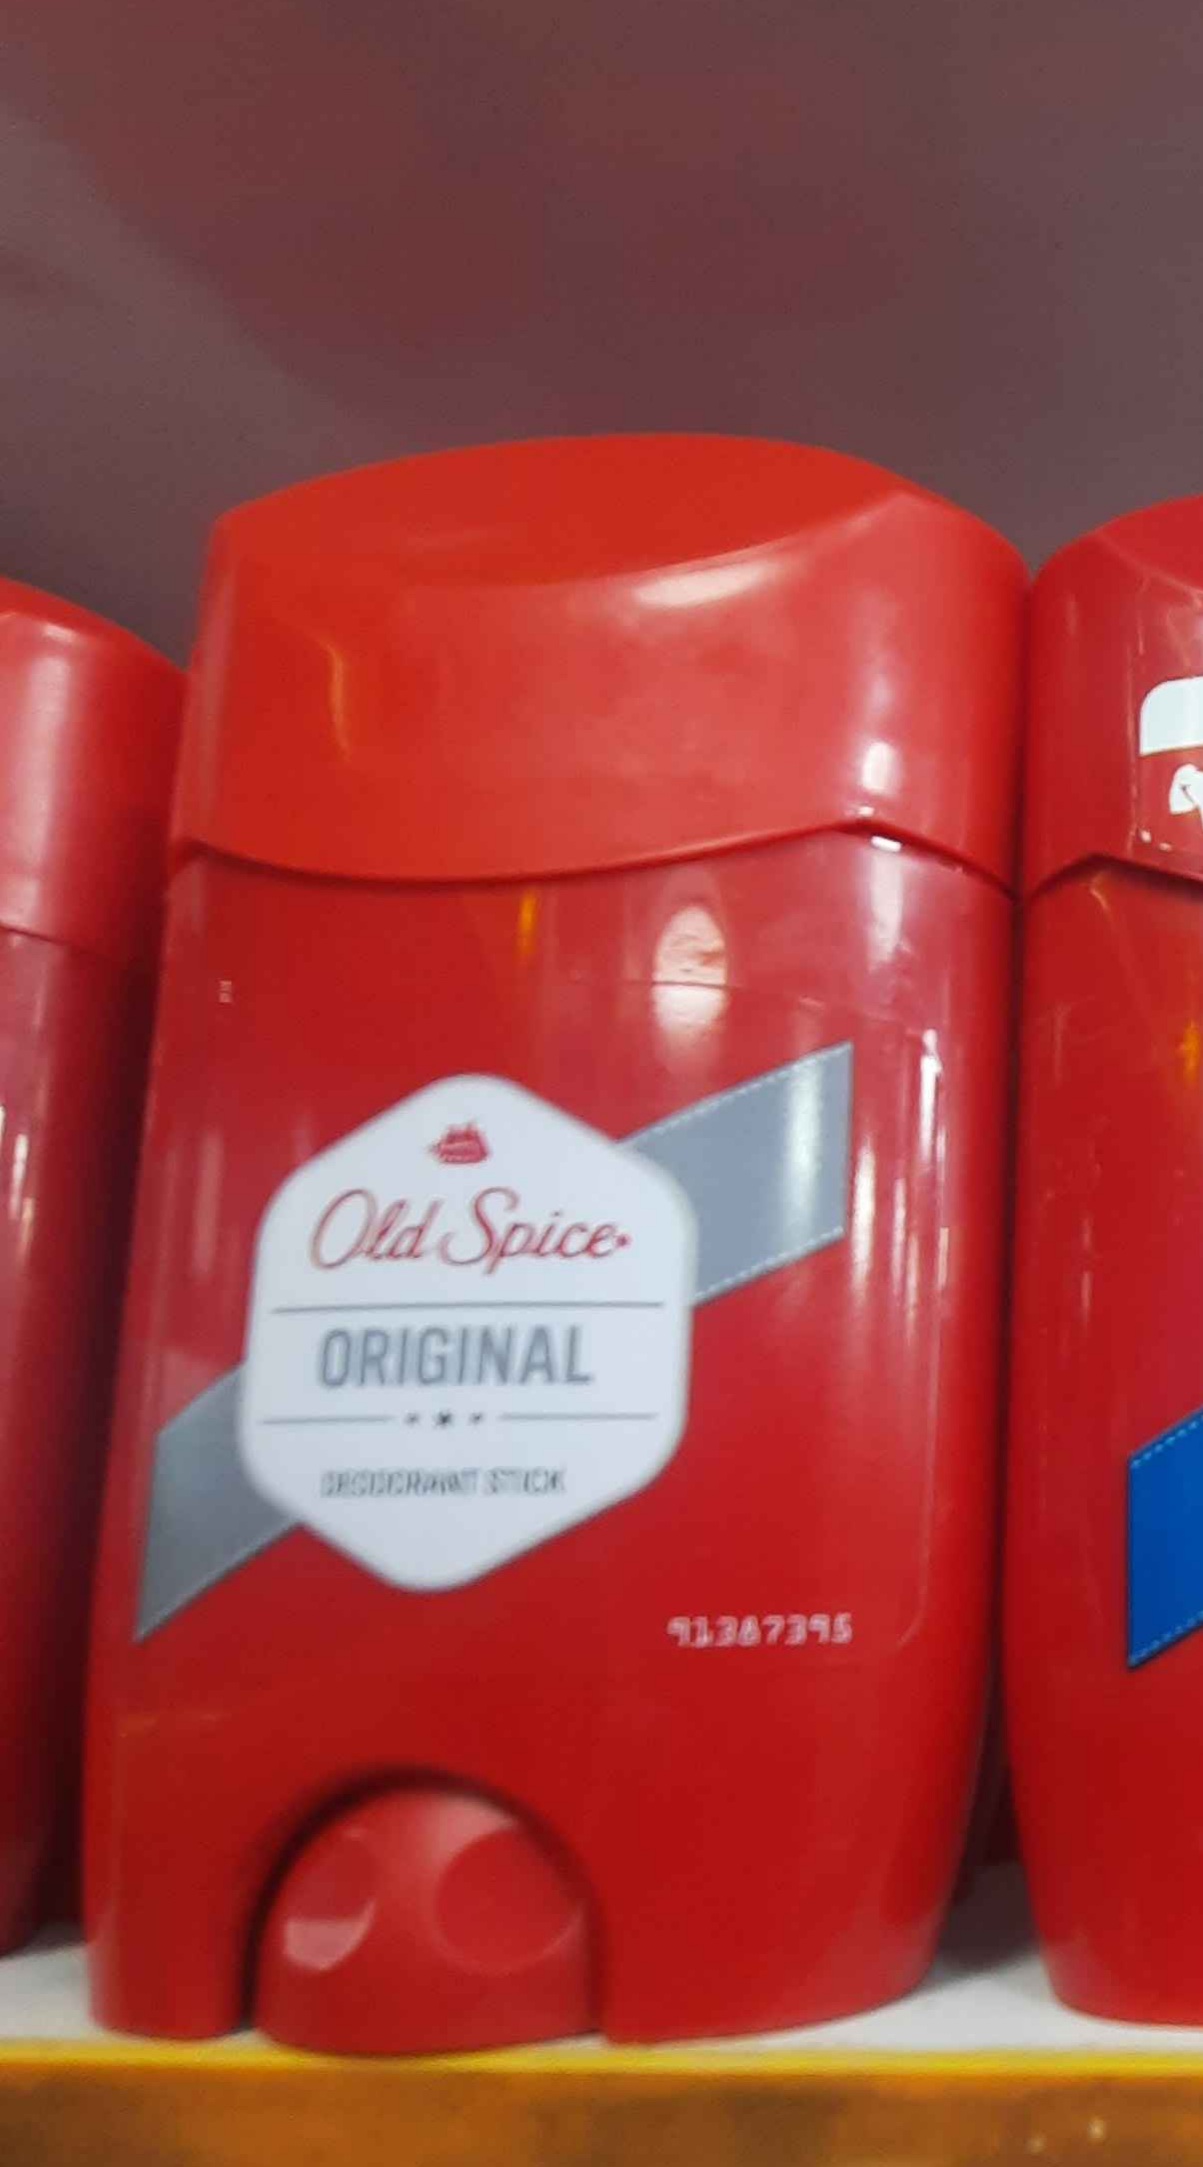 Old Spice
ORIGINAL
DEODORANT STICK
91387395